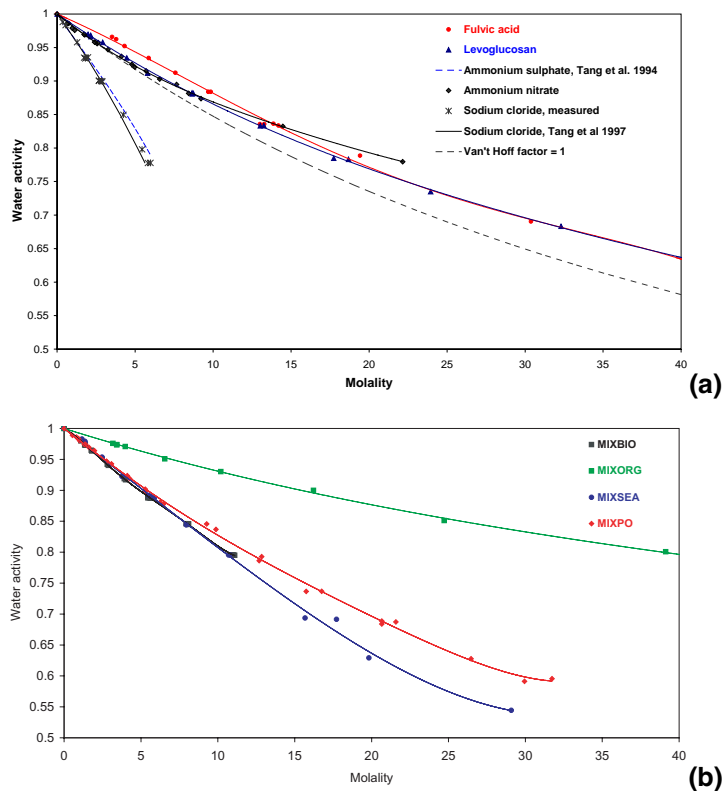 1
0.95
0.9
0.85
0.8
0.75
0.7
0.65
0.6
0.55
0.5
Water activity
0 5 10 15 20 25 30 35 40
Molality
Fulvic acid
Levoglucosan
Ammonium sulphate, Tang et al. 1994
Ammonium nitrate
Sodium cloride, measured
Sodium cloride, Tang et al 1997
Van't Hoff factor = 1
(a)
1
0.95
0.9
0.85
0.8
0.75
0.7
0.65
0.6
0.55
0.5
Water activity
0 5 10 15 20 25 30 35 40
Molality
MIXBIO
MIXORG
MIXSEA
MIXPO
(b)